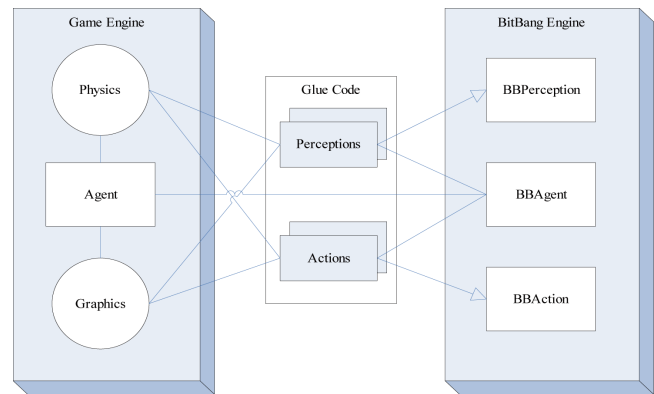 Game Engine
Physics
Agent
Graphics
Glue Code
Perceptions
Actions
BitBang Engine
BBPerception
BBAgent
BBAction